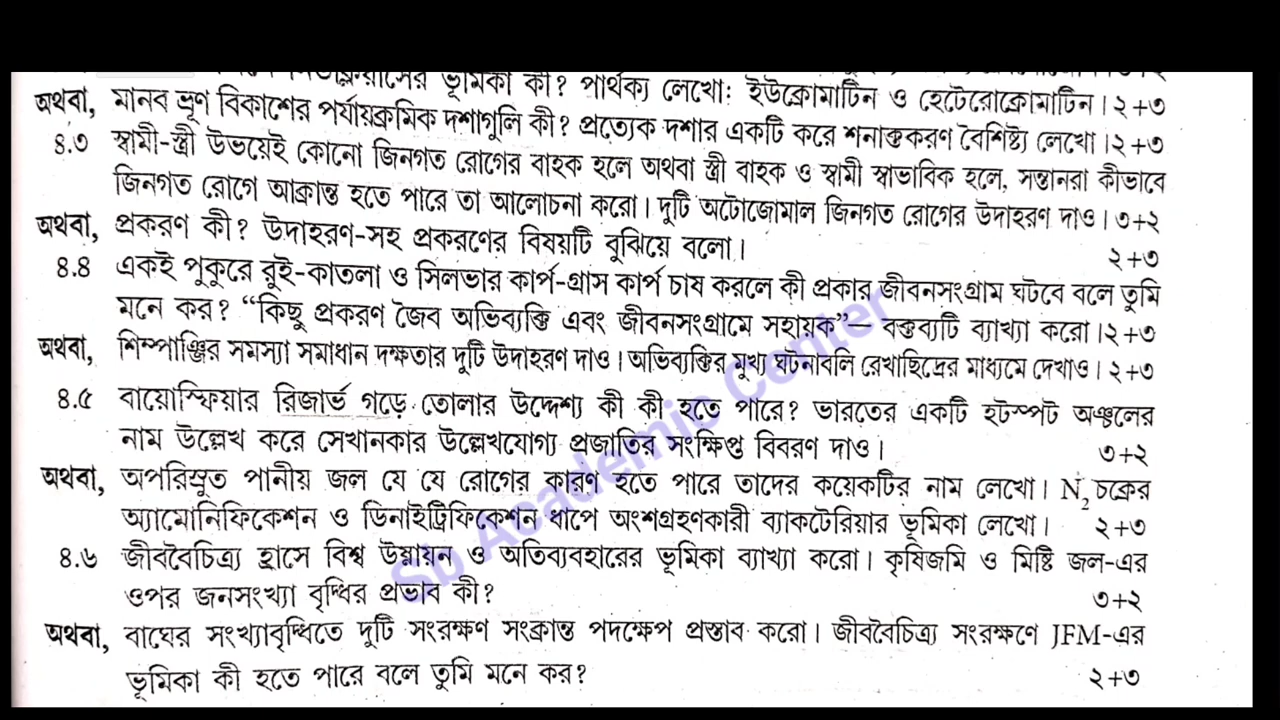 ভূমিকা কী? পার্থক্য লেখো: ইউক্রোমাটিন ও হেটেরোক্রোমাটিন। ২+৩
অথবা, মানব ভ্রূণ বিকাশের পর্যায়ক্রমিক দশাগুলি কী? প্রত্যেক দশার একটি করে শনাক্তকরণ বৈশিষ্ট্য লেখো। ২+৩
৪.৩ স্বামী-স্ত্রী উভয়েই কোনো জিনগত রোগের বাহক হলে অথবা স্ত্রী বাহক ও স্বামী স্বাভাবিক হলে, সন্তানরা কীভাবে
জিনগত রোগে আক্রান্ত হতে পারে তা আলোচনা করো। দুটি অটোজোমাল জিনগত রোগের উদাহরণ দাও। ৩+২
অথবা, প্রকরণ কী? উদাহরণ-সহ প্রকরণের বিষয়টি বুঝিয়ে বলো। ২+৩
৪.৪ একই পুকুরে রুই-কাতলা ও সিলভার কার্প-গ্রাস কার্প চাষ করলে কী প্রকার জীবনসংগ্রাম ঘটবে বলে তুমি
মনে কর? “কিছু প্রকরণ জৈব অভিব্যক্তি এবং জীবনসংগ্রামে সহায়ক”— বক্তব্যটি ব্যাখ্যা করো। ২+৩
অথবা, শিম্পাঞ্জির সমস্যা সমাধান দক্ষতার দুটি উদাহরণ দাও। অভিব্যক্তির মুখ্য ঘটনাবলি রেখাছিদ্রের মাধ্যমে দেখাও। ২+৩
৪.৫ বায়োস্ফিয়ার রিজার্ভ গড়ে তোলার উদ্দেশ্য কী কী হতে পারে? ভারতের একটি হটস্পট অঞ্চলের
নাম উল্লেখ করে সেখানকার উল্লেখযোগ্য প্রজাতির সংক্ষিপ্ত বিবরণ দাও। ৩+২
অথবা, অপরিস্রুত পানীয় জল যে যে রোগের কারণ হতে পারে তাদের কয়েকটির নাম লেখো। N₂ চক্রের
অ্যামোনিফিকেশন ও ডিনাইট্রিফিকেশন ধাপে অংশগ্রহণকারী ব্যাকটেরিয়ার ভূমিকা লেখো। ২+৩
৪.৬ জীববৈচিত্র্য হ্রাসে বিশ্ব উষ্ণায়ন ও অতিব্যবহারের ভূমিকা ব্যাখ্যা করো। কৃষিজমি ও মিষ্টি জল-এর
ওপর জনসংখ্যা বৃদ্ধির প্রভাব কী? ৩+২
অথবা, বাঘের সংখ্যাবৃদ্ধিতে দুটি সংরক্ষণ সংক্রান্ত পদক্ষেপ প্রস্তাব করো। জীববৈচিত্র্য সংরক্ষণে JFM-এর
ভূমিকা কী হতে পারে বলে তুমি মনে কর? ২+৩
Sb Academic Center